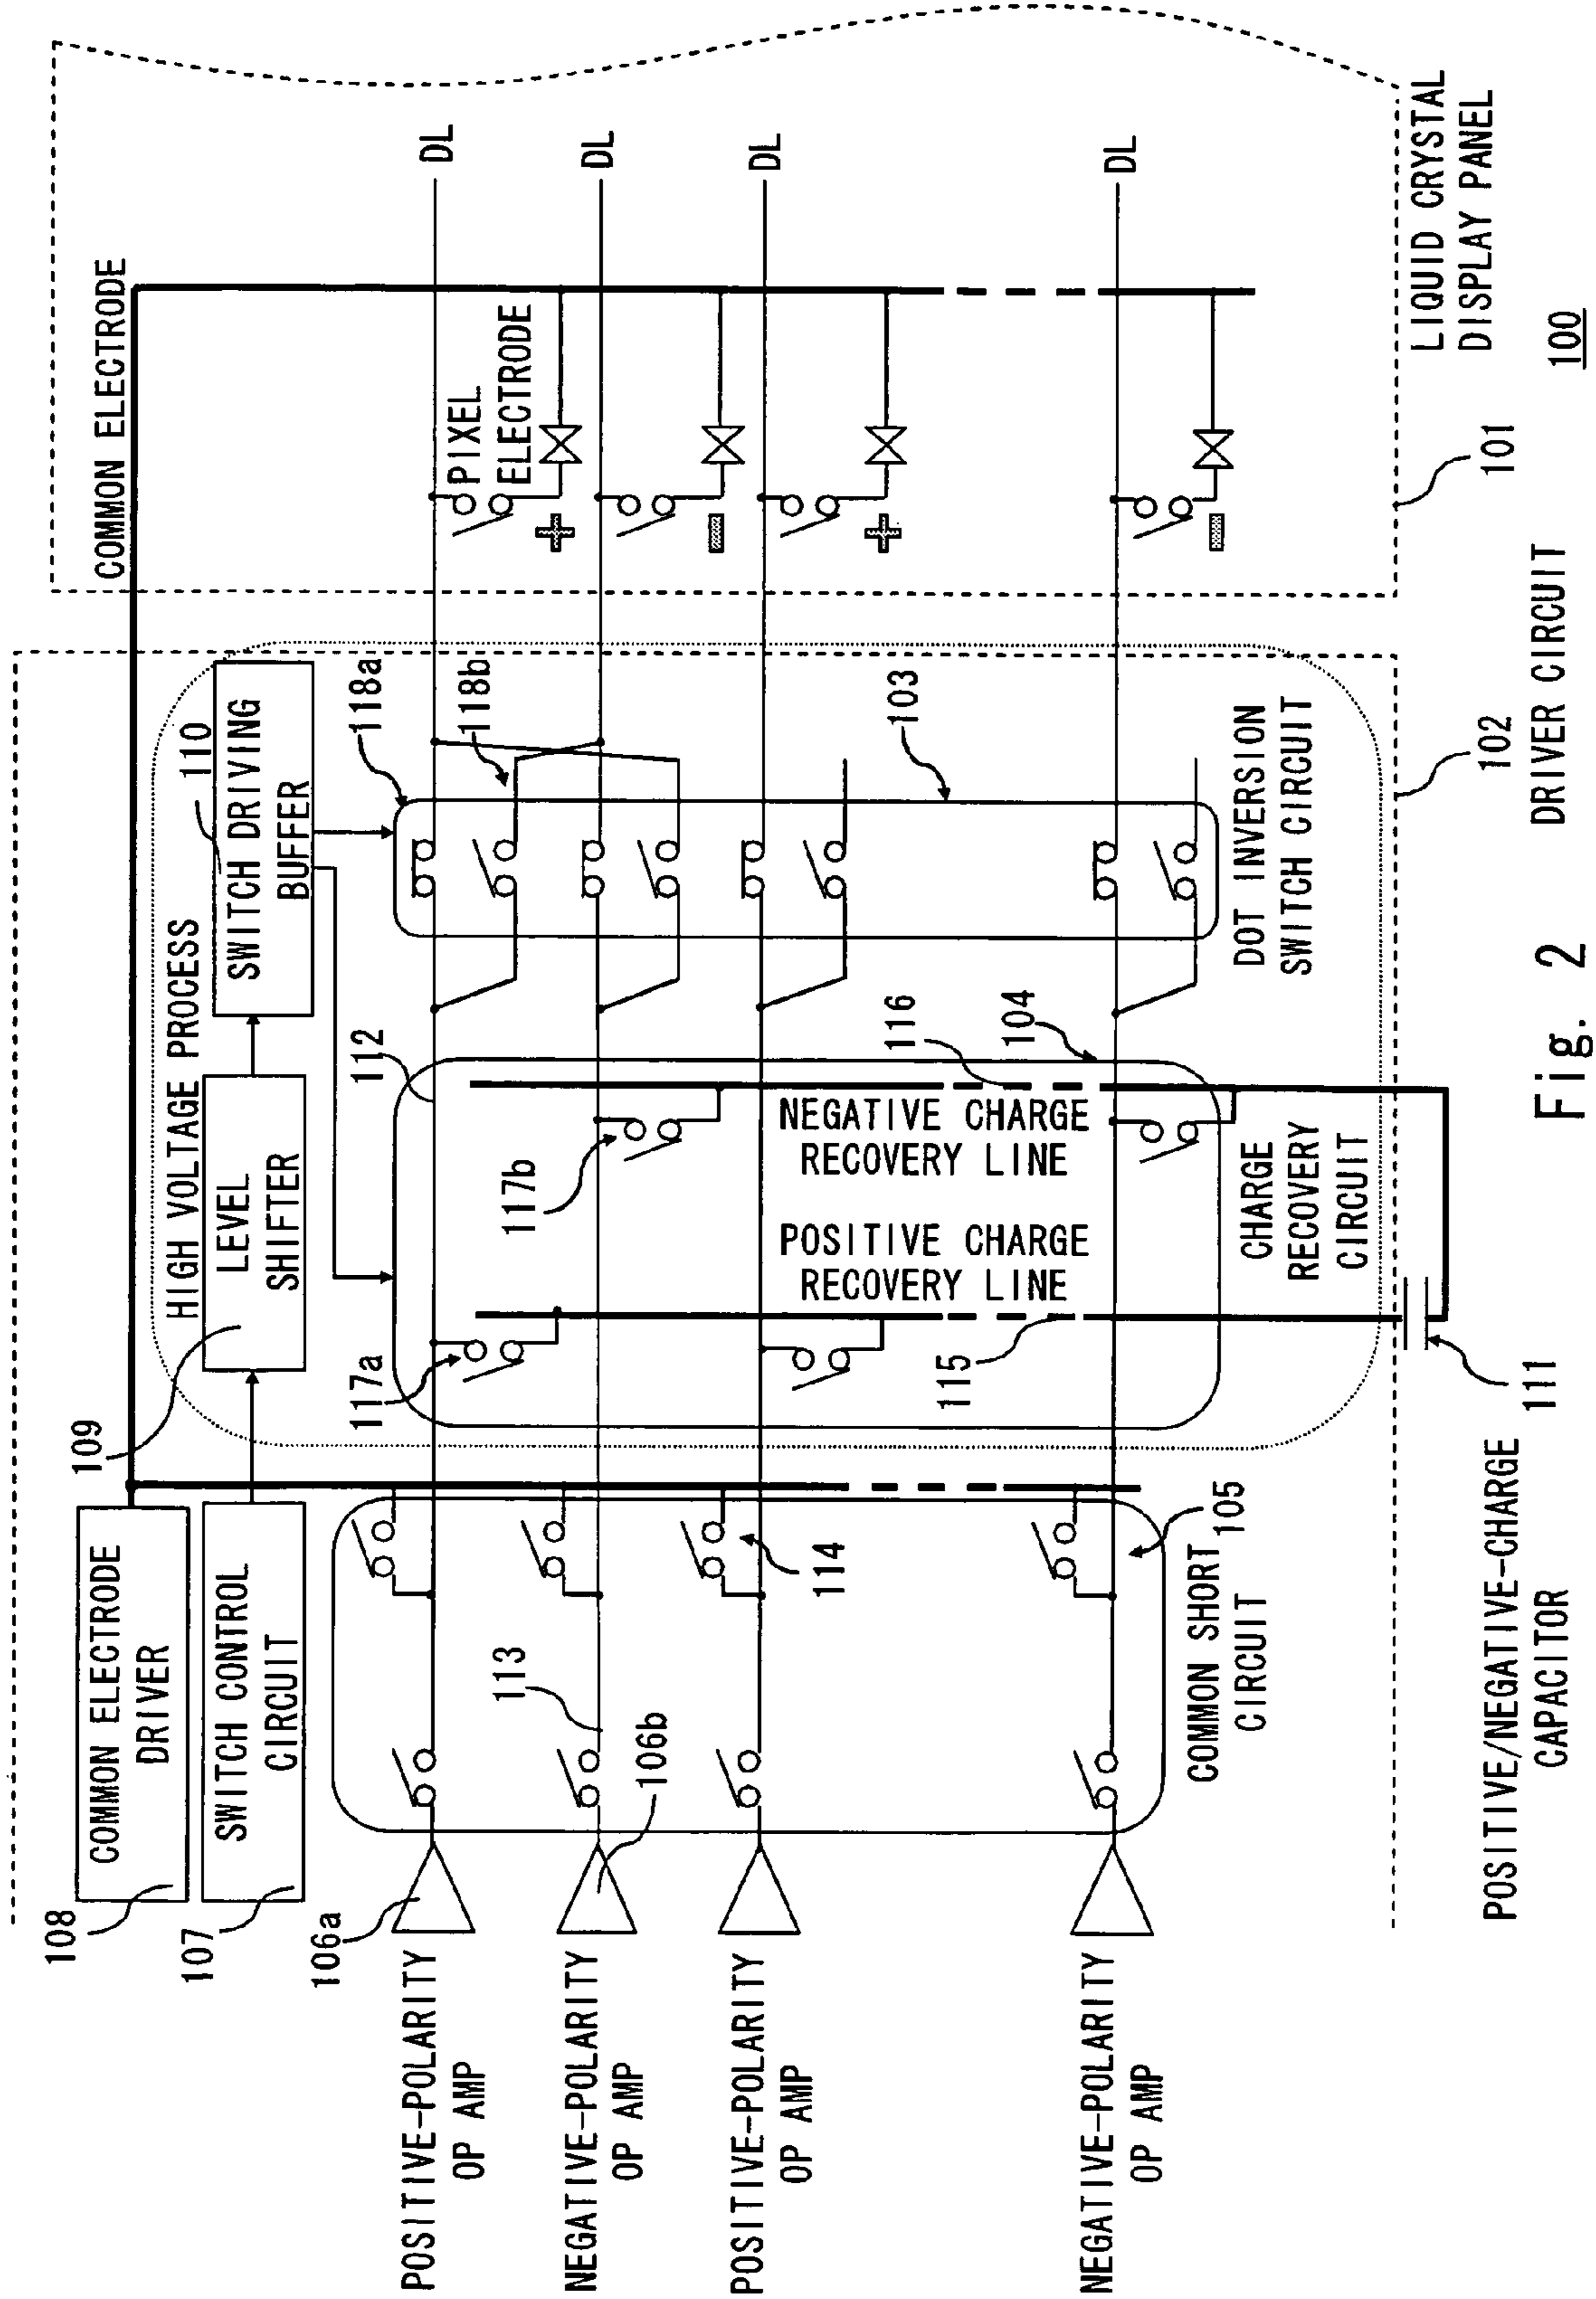 COMMON ELECTRODE
DRIVER
108
SWITCH CONTROL
CIRCUIT
107
109
LEVEL
SHIFTER
HIGH VOLTAGE PROCESS
110
SWITCH DRIVING
BUFFER
COMMON ELECTRODE
POSITIVE-POLARITY
OP AMP
106a
117a
112
118a
118b
PIXEL
ELECTRODE
+
DL
NEGATIVE-POLARITY
OP AMP
106b
113
117b
−
DL
POSITIVE-POLARITY
OP AMP
114
POSITIVE CHARGE
RECOVERY LINE
115
NEGATIVE CHARGE
RECOVERY LINE
116
103
+
DL
NEGATIVE-POLARITY
OP AMP
104
−
DL
COMMON SHORT
CIRCUIT
105
CHARGE
RECOVERY
CIRCUIT
DOT INVERSION
SWITCH CIRCUIT
POSITIVE/NEGATIVE-CHARGE
CAPACITOR
111
102
DRIVER CIRCUIT
101
LIQUID CRYSTAL
DISPLAY PANEL
100
Fig. 2